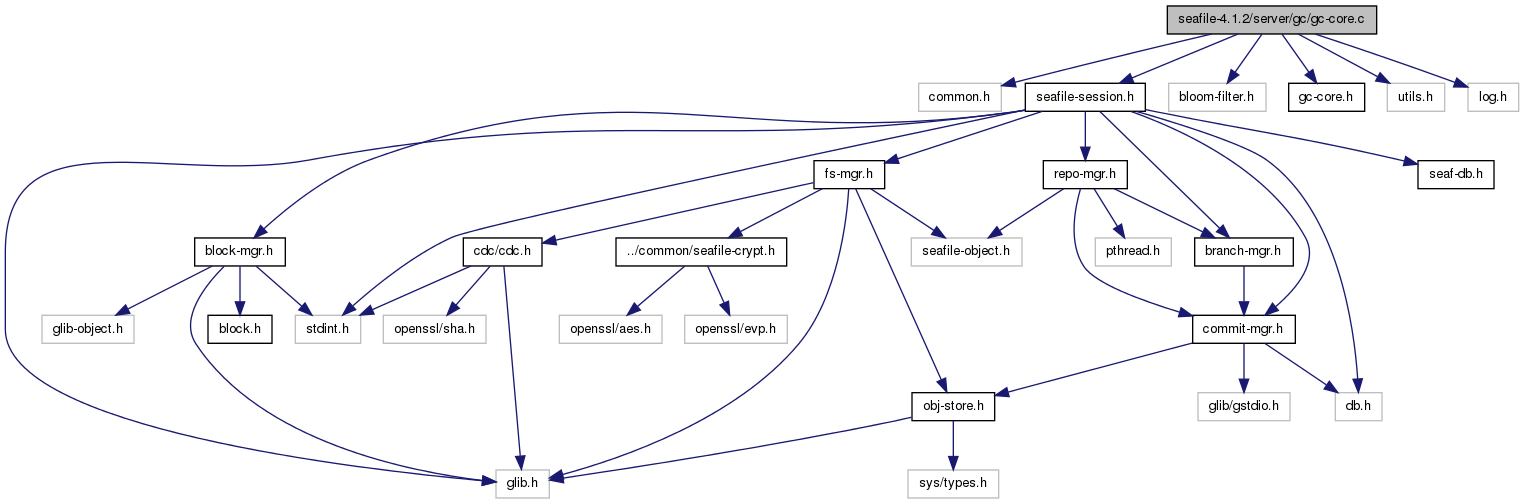 seafile-4.1.2/server/gc/gc-core.c
common.h
seafile-session.h
bloom-filter.h
gc-core.h
utils.h
log.h
fs-mgr.h
repo-mgr.h
seaf-db.h
block-mgr.h
cdc/cdc.h
../common/seafile-crypt.h
seafile-object.h
pthread.h
branch-mgr.h
glib-object.h
block.h
stdint.h
openssl/sha.h
openssl/aes.h
openssl/evp.h
commit-mgr.h
obj-store.h
glib/gstdio.h
db.h
glib.h
sys/types.h